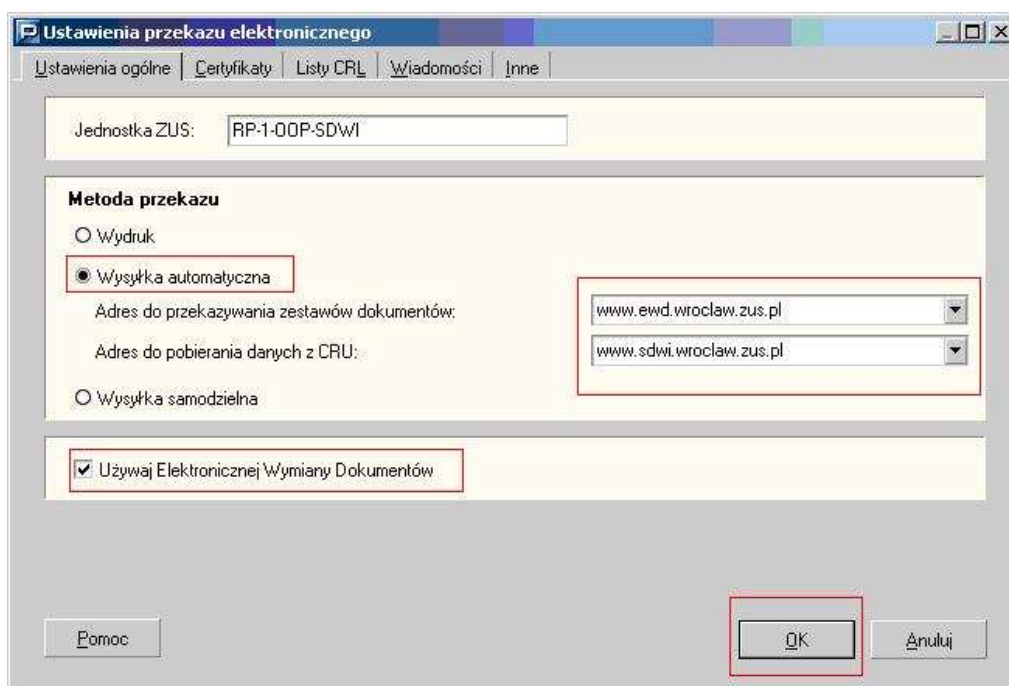 Ustawienia przekazu elektronicznego
Ustawienia ogólne Certyfikaty Listy CRL Wiadomości Inne
Jednostka ZUS: RP-1-OOP-SDWI
Metoda przekazu
Wydruk
Wysyłka automatyczna
Adres do przekazywania zestawów dokumentów: www.ewd.wroclaw.zus.pl
Adres do pobierania danych z CRU: www.sdwi.wroclaw.zus.pl
Wysyłka samodzielna
Używaj Elektronicznej Wymiany Dokumentów
Pomoc OK Anuluj